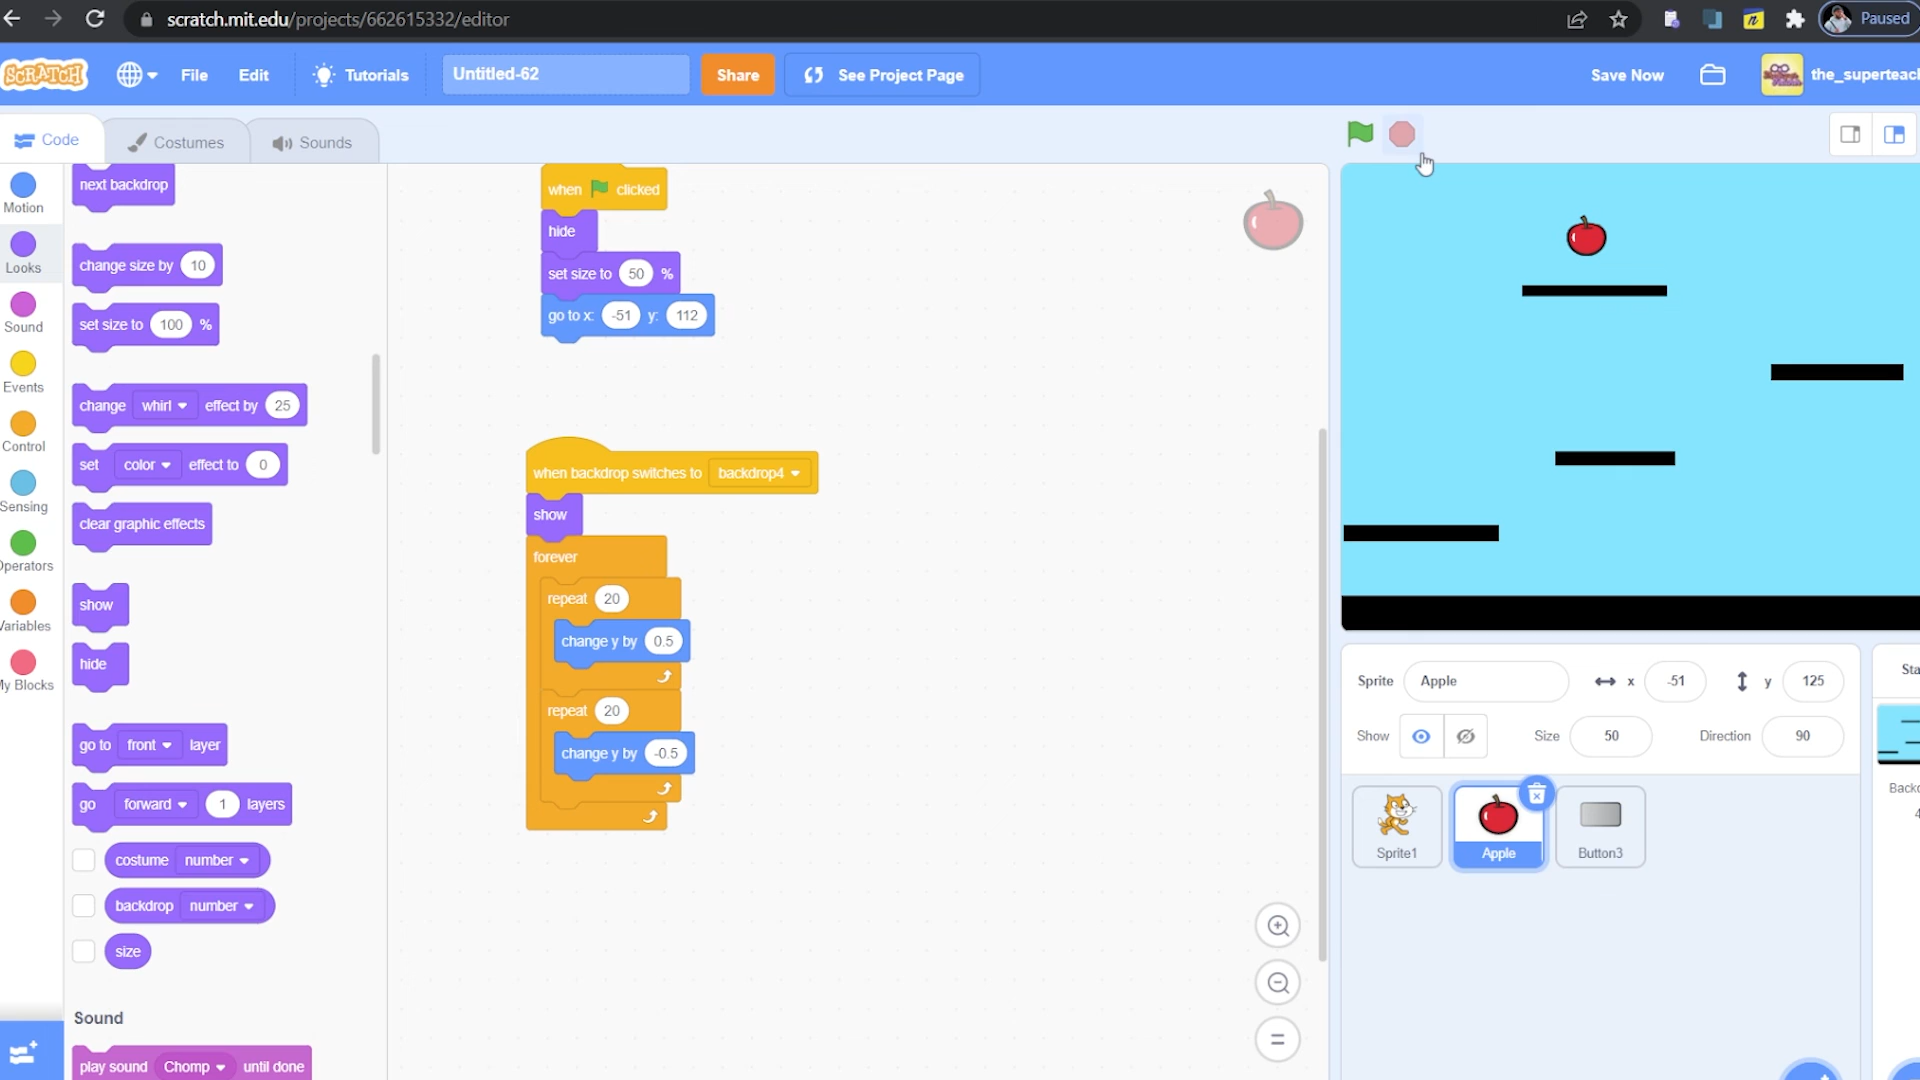 scratch.mit.edu/projects/662615332/editor
n
Paused
SCRATCH
File
Edit
Tutorials
Untitled-62
Share
See Project Page
Save Now
Code
Costumes
Sounds
Motion
Looks
Sound
Events
Control
Sensing
Variables
next backdrop
change size by 10
set size to 100 %
change whirl effect by 25
set color effect to 0
clear graphic effects
show
hide
go to front layer
go forward 1 layers
costume number
backdrop number
size
Sound
play sound Chomp until done
when clicked
hide
set size to 50 %
go to x: -51 y: 112
when backdrop switches to backdrop4
show
forever
repeat 20
change y by 0.5
repeat 20
change y by -0.5
Sprite Apple x -51 y 125
Show Size 50 Direction 90
Sprite1
Apple
Button3